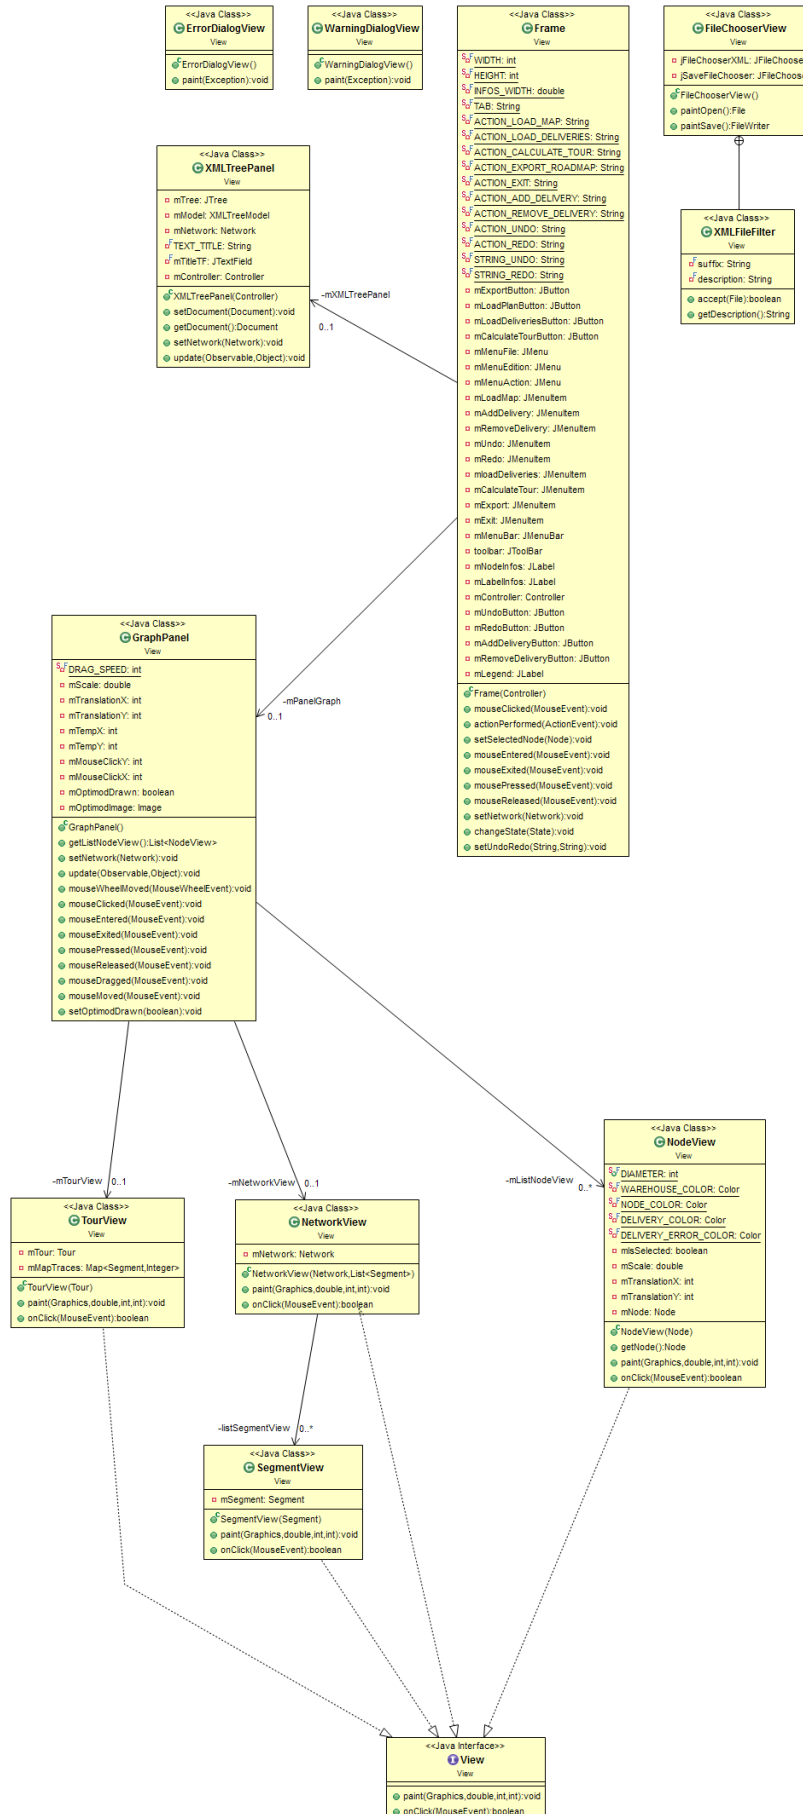 <<Java Class>>
ErrorDialogView
View
ErrorDialogView()
paint(Exception):void
<<Java Class>>
WarningDialogView
View
WarningDialogView()
paint(Exception):void
<<Java Class>>
Frame
View
WIDTH: int
HEIGHT: int
INFOS_WIDTH: double
TAB: String
ACTION_LOAD_MAP: String
ACTION_LOAD_DELIVERIES: String
ACTION_CALCULATE_TOUR: String
ACTION_EXPORT_ROADMAP: String
ACTION_EXIT: String
ACTION_ADD_DELIVERY: String
ACTION_REMOVE_DELIVERY: String
ACTION_UNDO: String
ACTION_REDO: String
STRING_UNDO: String
STRING_REDO: String
mExportButton: JButton
mLoadPlanButton: JButton
mLoadDeliveriesButton: JButton
mCalculateTourButton: JButton
mMenuFile: JMenu
mMenuEdition: JMenu
mMenuAction: JMenu
mLoadMap: JMenuItem
mAddDelivery: JMenuItem
mRemoveDelivery: JMenuItem
mUndo: JMenuItem
mRedo: JMenuItem
mloadDeliveries: JMenuItem
mCalculateTour: JMenuItem
mExport: JMenuItem
mExit: JMenuItem
mMenuBar: JMenuBar
toolbar: JToolBar
mNodeInfos: JLabel
mLabelInfos: JLabel
mController: Controller
mUndoButton: JButton
mRedoButton: JButton
mAddDeliveryButton: JButton
mRemoveDeliveryButton: JButton
mLegend: JLabel
Frame(Controller)
mouseClicked(MouseEvent):void
actionPerformed(ActionEvent):void
setSelectedNode(Node):void
mouseEntered(MouseEvent):void
mouseExited(MouseEvent):void
mousePressed(MouseEvent):void
mouseReleased(MouseEvent):void
setNetwork(Network):void
changeState(State):void
setUndoRedo(String,String):void
<<Java Class>>
FileChooserView
View
jFileChooserXML: JFileChooser
jSaveFileChooser: JFileChooser
FileChooserView()
paintOpen():File
paintSave():FileWriter
<<Java Class>>
XMLFileFilter
View
suffix: String
description: String
accept(File):boolean
getDescription():String
<<Java Class>>
XMLTreePanel
View
mTree: JTree
mModel: XMLTreeModel
mNetwork: Network
TEXT_TITLE: String
mTitleTF: JTextField
mController: Controller
XMLTreePanel(Controller)
setDocument(Document):void
getDocument():Document
setNetwork(Network):void
update(Observable,Object):void
-mXMLTreePanel
0..1
<<Java Class>>
GraphPanel
View
DRAG_SPEED: int
mScale: double
mTranslationX: int
mTranslationY: int
mTempX: int
mTempY: int
mMouseClickY: int
mMouseClickX: int
mOptimodDrawn: boolean
mOptimodImage: Image
GraphPanel()
getListNodeView():List<NodeView>
setNetwork(Network):void
update(Observable,Object):void
mouseWheelMoved(MouseWheelEvent):void
mouseClicked(MouseEvent):void
mouseEntered(MouseEvent):void
mouseExited(MouseEvent):void
mousePressed(MouseEvent):void
mouseReleased(MouseEvent):void
mouseDragged(MouseEvent):void
mouseMoved(MouseEvent):void
setOptimodDrawn(boolean):void
-mPanelGraph
0..1
-mTourView
0..1
-mNetworkView
0..1
-mListNodeView
0..*
<<Java Class>>
TourView
View
mTour: Tour
mMapTraces: Map<Segment,Integer>
TourView(Tour)
paint(Graphics,double,int,int):void
onClick(MouseEvent):boolean
<<Java Class>>
NetworkView
View
mNetwork: Network
NetworkView(Network,List<Segment>)
paint(Graphics,double,int,int):void
onClick(MouseEvent):boolean
<<Java Class>>
NodeView
View
DIAMETER: int
WAREHOUSE_COLOR: Color
NODE_COLOR: Color
DELIVERY_COLOR: Color
DELIVERY_ERROR_COLOR: Color
mIsSelected: boolean
mScale: double
mTranslationX: int
mTranslationY: int
mNode: Node
NodeView(Node)
getNode():Node
paint(Graphics,double,int,int):void
onClick(MouseEvent):boolean
-listSegmentView
0..*
<<Java Class>>
SegmentView
View
mSegment: Segment
SegmentView(Segment)
paint(Graphics,double,int,int):void
onClick(MouseEvent):boolean
<<Java Interface>>
View
View
paint(Graphics,double,int,int):void
onClick(MouseEvent):boolean